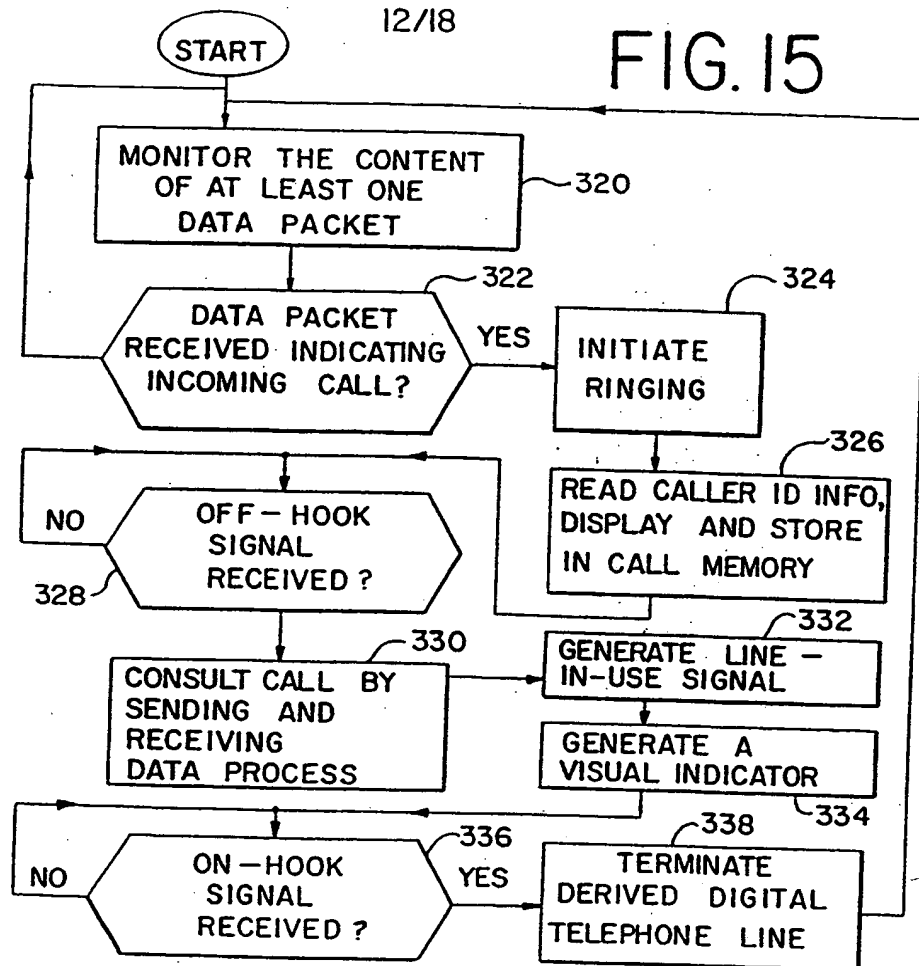 12/18
FIG. 15
START
MONITOR THE CONTENT
OF AT LEAST ONE
DATA PACKET
320
322
DATA PACKET
RECEIVED INDICATING
INCOMING CALL?
YES
324
INITIATE
RINGING
326
READ CALLER ID INFO,
DISPLAY AND STORE
IN CALL MEMORY
NO
OFF-HOOK
SIGNAL
RECEIVED?
328
330
CONSULT CALL BY
SENDING AND
RECEIVING
DATA PROCESS
332
GENERATE LINE-
IN-USE SIGNAL
GENERATE A
VISUAL INDICATOR
334
336
NO
ON-HOOK
SIGNAL
RECEIVED?
YES
338
TERMINATE
DERIVED DIGITAL
TELEPHONE LINE